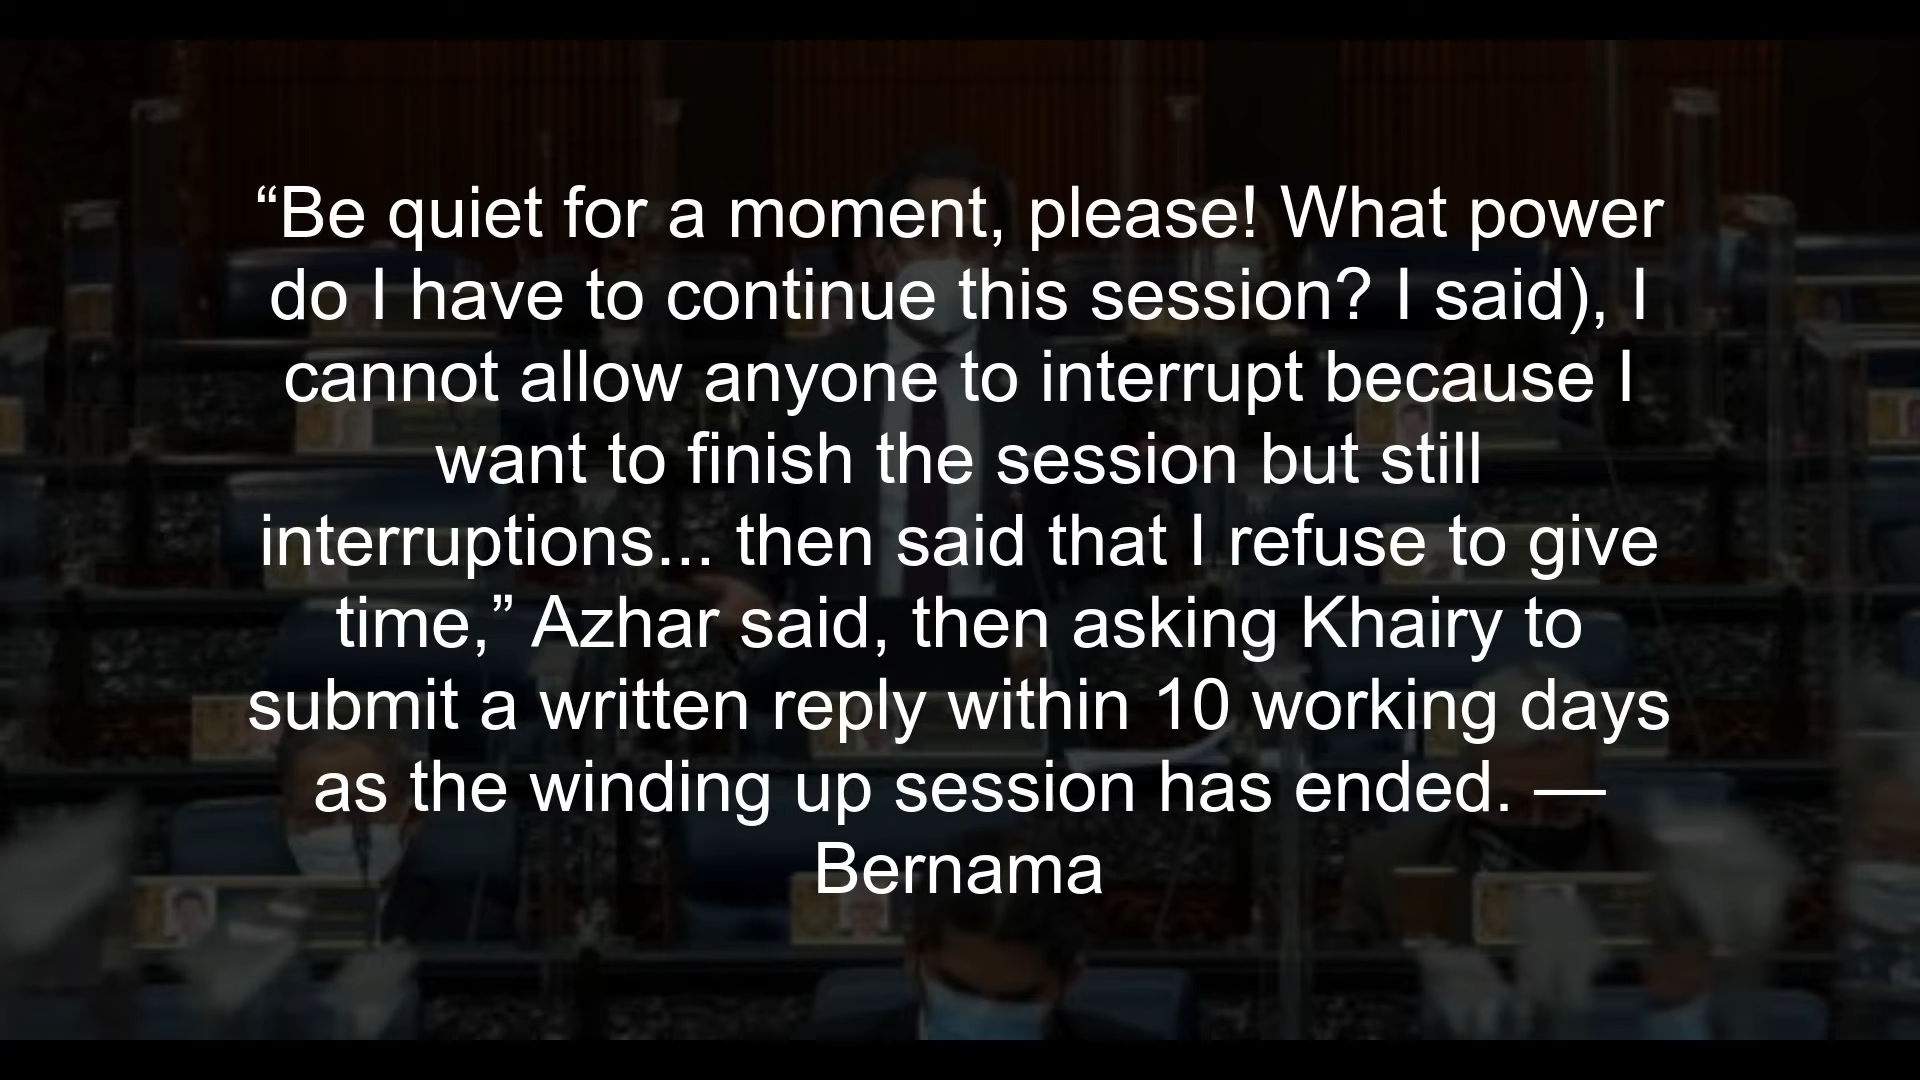 “Be quiet for a moment, please! What power
do I have to continue this session? I said), I
cannot allow anyone to interrupt because I
want to finish the session but still
interruptions... then said that I refuse to give
time,” Azhar said, then asking Khairy to
submit a written reply within 10 working days
as the winding up session has ended. —
Bernama